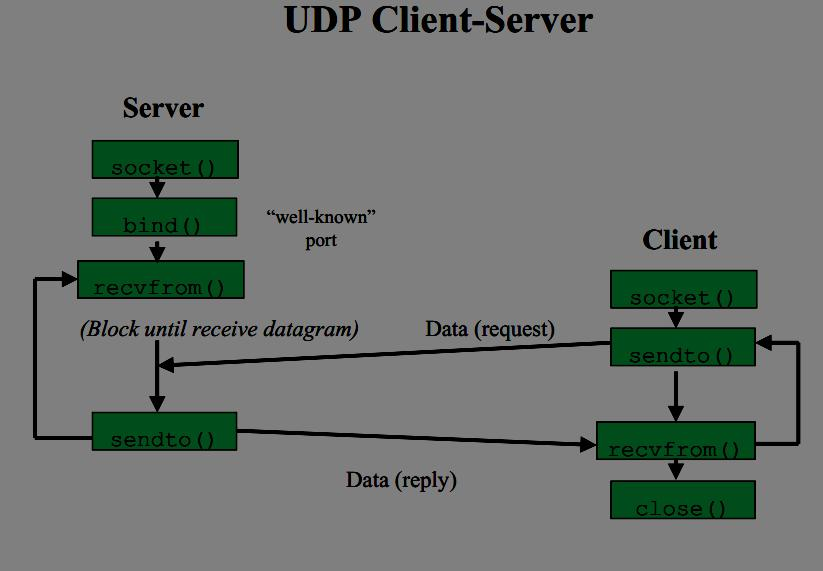 UDP Client-Server
Server
socket()
bind()
“well-known”
port
recvfrom()
(Block until receive datagram)
sendto()
Client
socket()
Data (request)
sendto()
recvfrom()
Data (reply)
close()